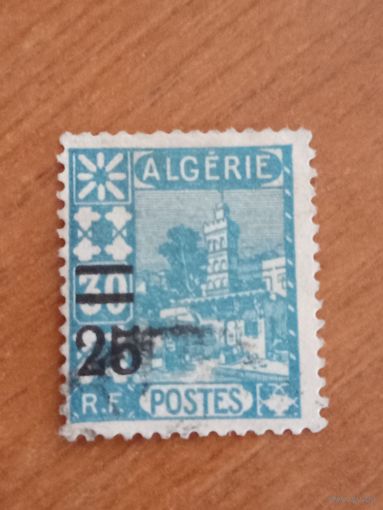 ALGÉRIE
30
25
R.F.
POSTES